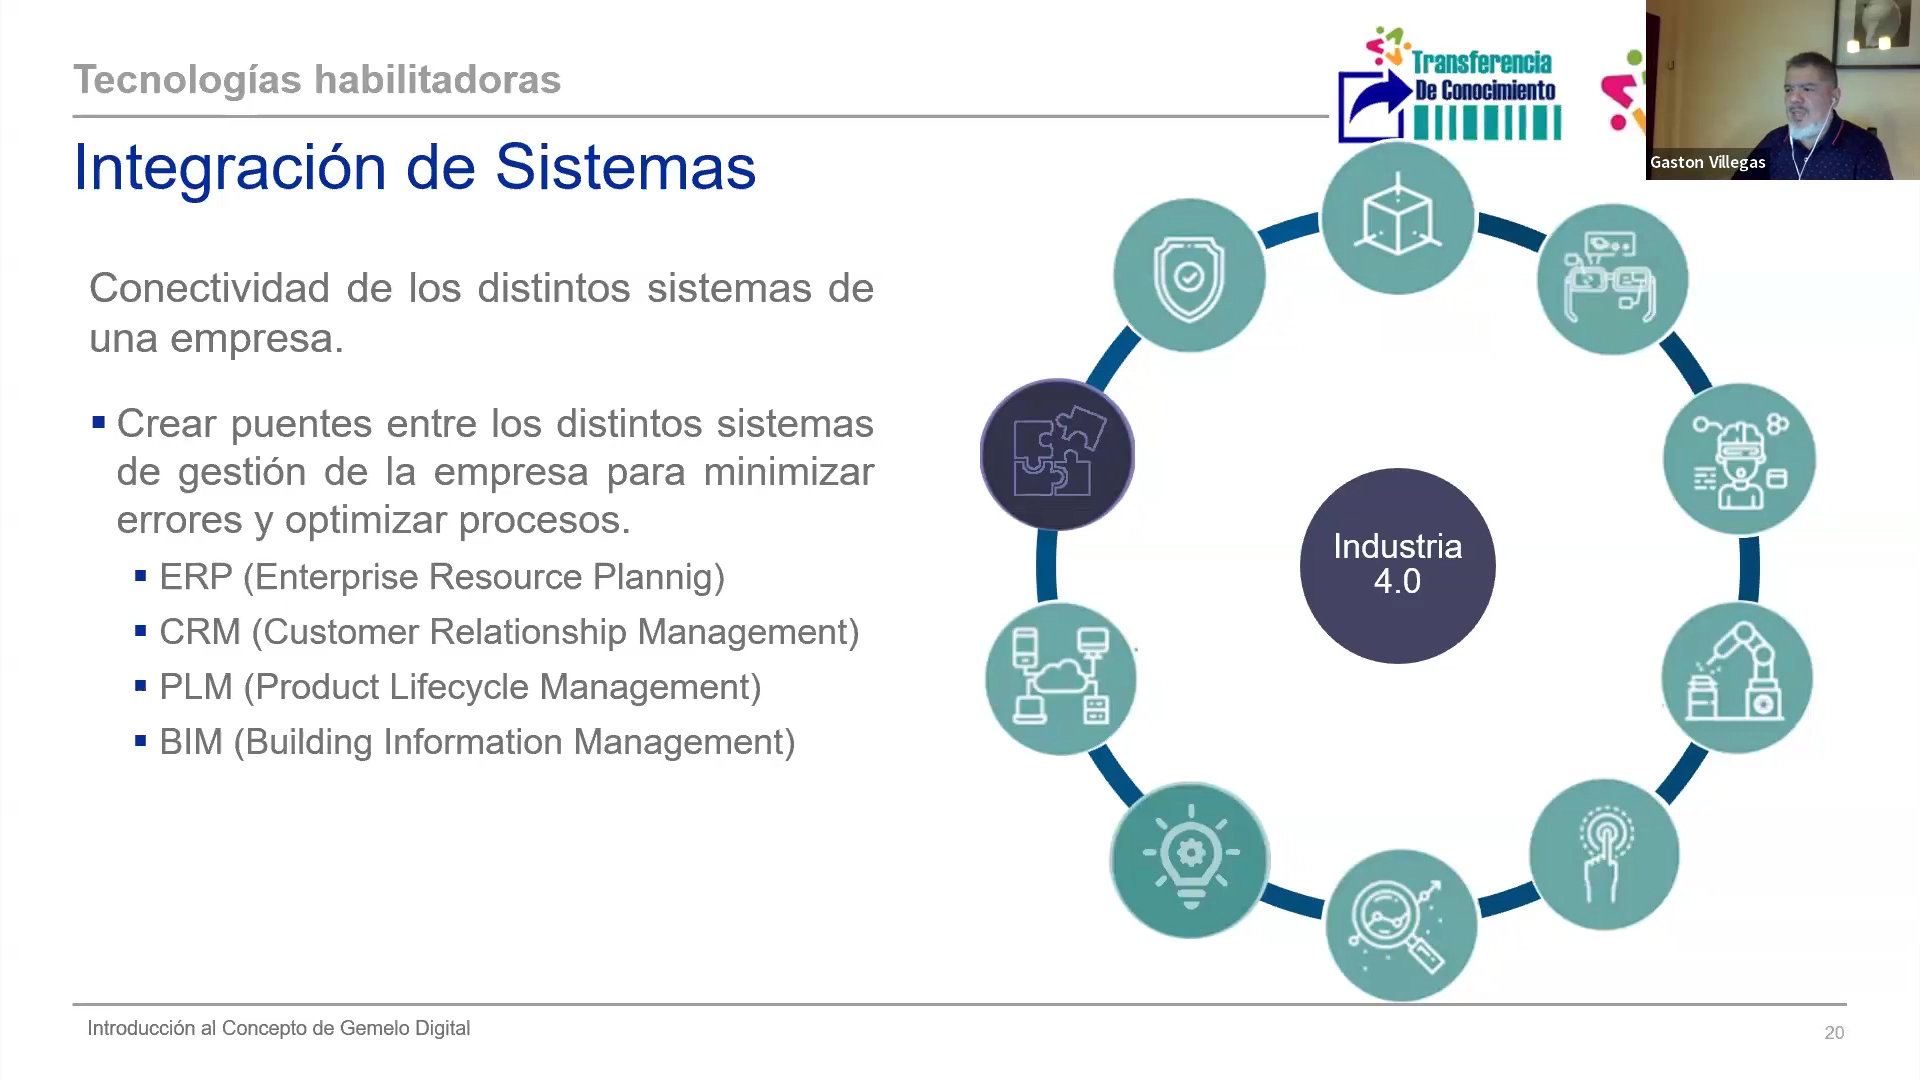 Tecnologías habilitadoras
Transferencia
De Conocimiento
Gaston Villegas
Integración de Sistemas
Conectividad de los distintos sistemas de
una empresa.
▪ Crear puentes entre los distintos sistemas
de gestión de la empresa para minimizar
errores y optimizar procesos.
▪ ERP (Enterprise Resource Plannig)
▪ CRM (Customer Relationship Management)
▪ PLM (Product Lifecycle Management)
▪ BIM (Building Information Management)
Industria
4.0
Introducción al Concepto de Gemelo Digital
20